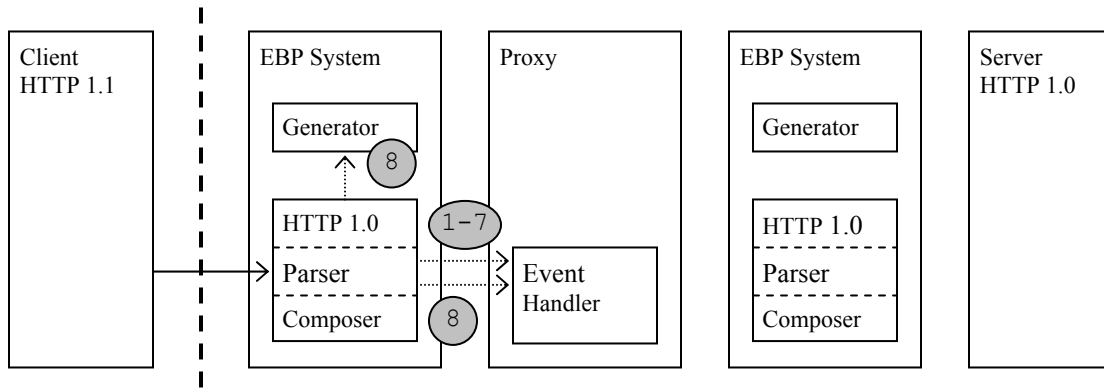 Client
HTTP 1.1
EBP System
Generator
8
HTTP 1.0
Parser
Composer
1-7
8
Proxy
Event
Handler
EBP System
Generator
HTTP 1.0
Parser
Composer
Server
HTTP 1.0